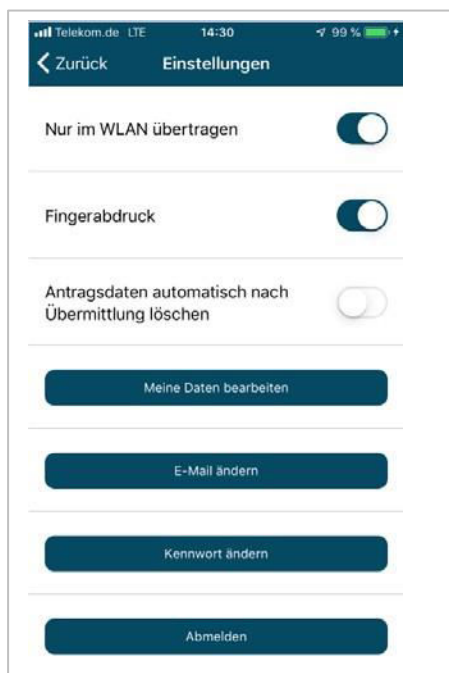 Telekom.de LTE 14:30 99 %
Zurück Einstellungen
Nur im WLAN übertragen
Fingerabdruck
Antragsdaten automatisch nach
Übermittlung löschen
Meine Daten bearbeiten
E-Mail ändern
Kennwort ändern
Abmelden